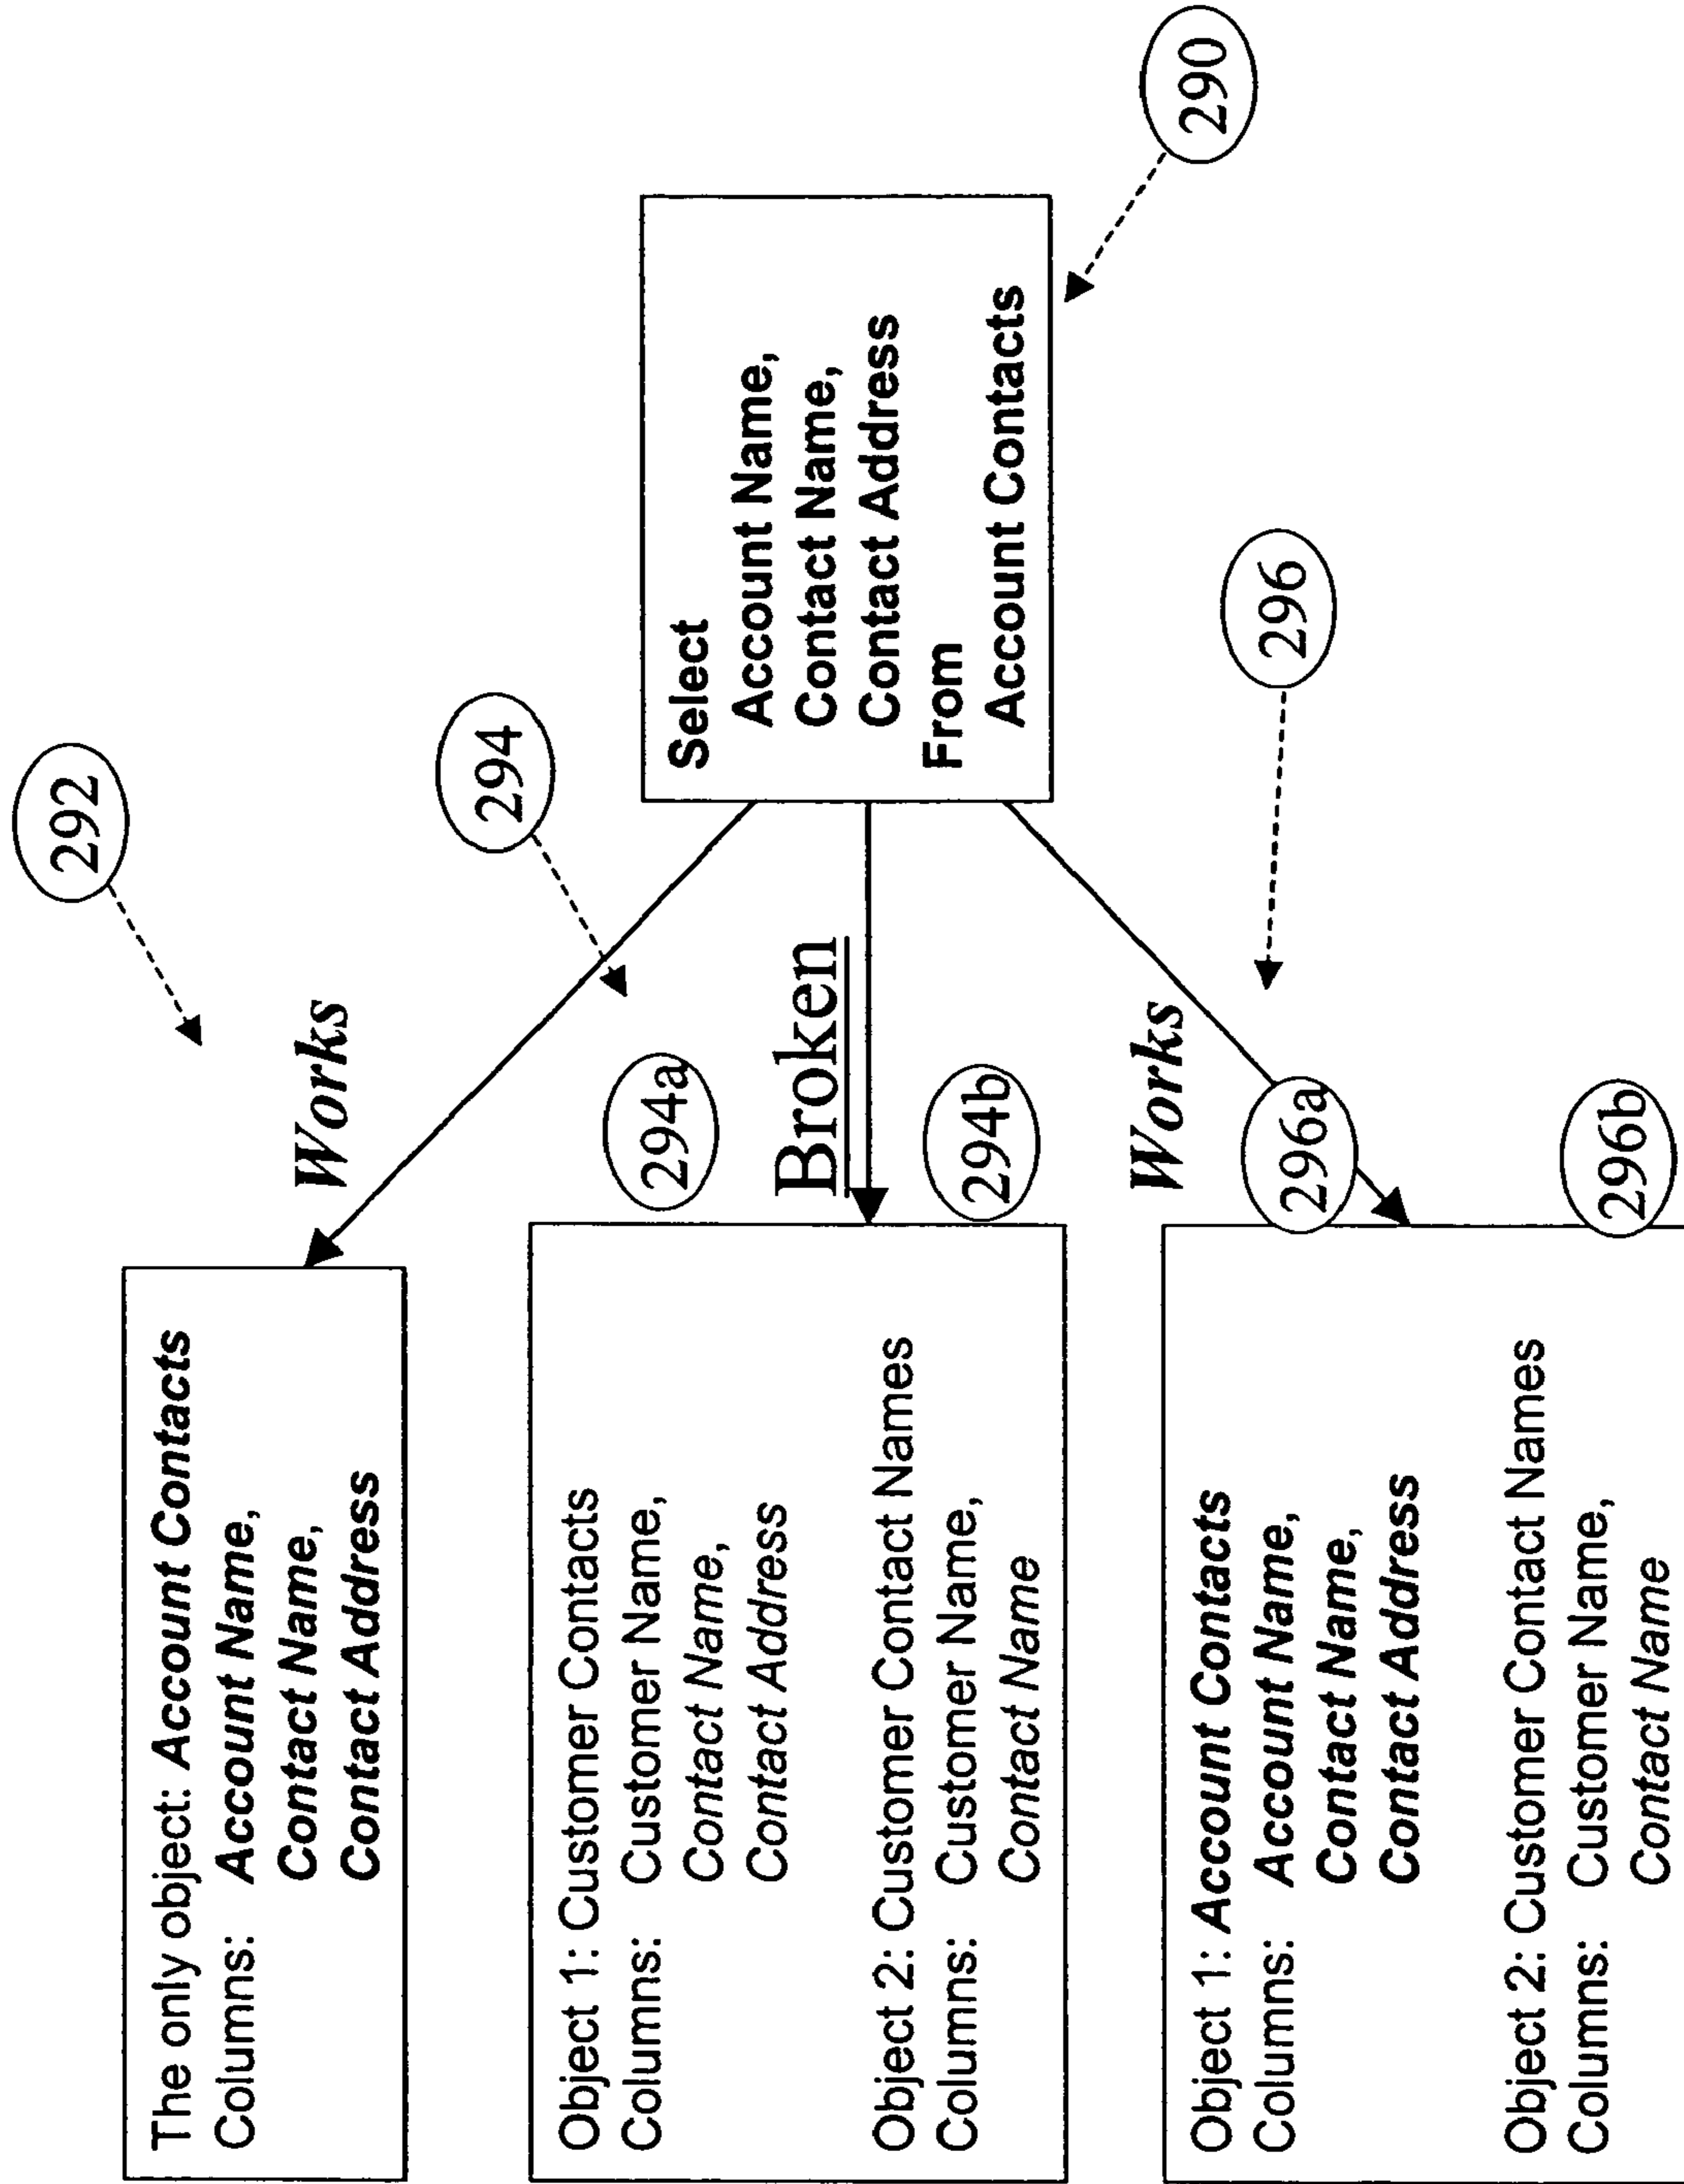 292
The only object: Account Contacts
Columns: Account Name,
Contact Name,
Contact Address
Works
294
294a
Object 1: Customer Contacts
Columns: Customer Name,
Contact Name,
Contact Address
Object 2: Customer Contact Names
Columns: Customer Name,
Contact Name
Broken
294b
Select
Account Name,
Contact Name,
Contact Address
From
Account Contacts
290
Works
296
296a
Object 1: Account Contacts
Columns: Account Name,
Contact Name,
Contact Address
Object 2: Customer Contact Names
Columns: Customer Name,
Contact Name
296b